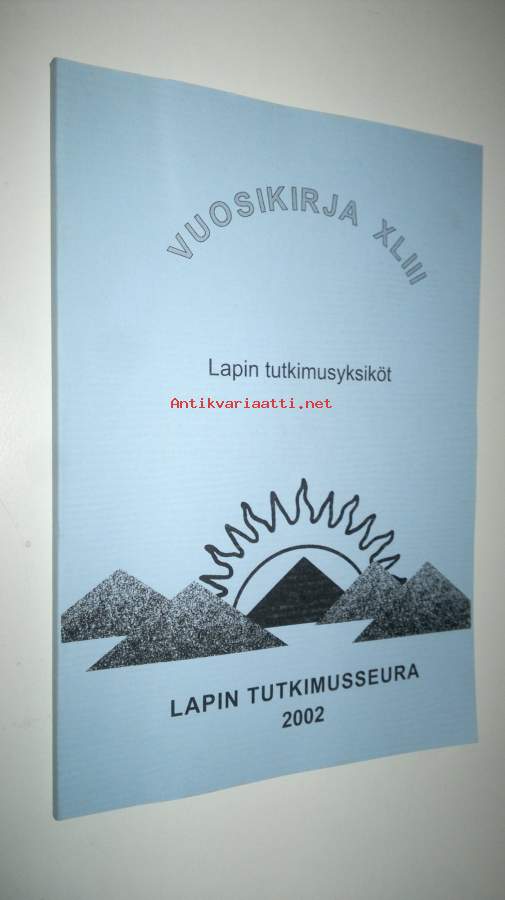 VUOSIKIRJA XLIII
Lapin tutkimusyksiköt
Antikvariaatti.net
LAPIN TUTKIMUSSEURA
2002